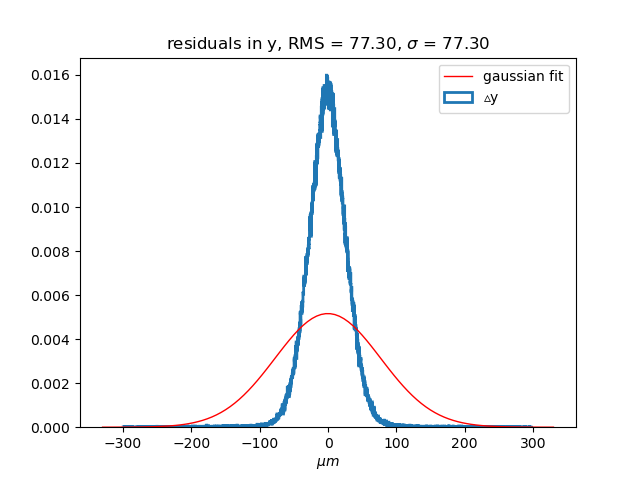 residuals in y, RMS = 77.30, σ = 77.30
gaussian fit
▵y
0.016
0.014
0.012
0.010
0.008
0.006
0.004
0.002
0.000
−300 −200 −100 0 100 200 300
μm